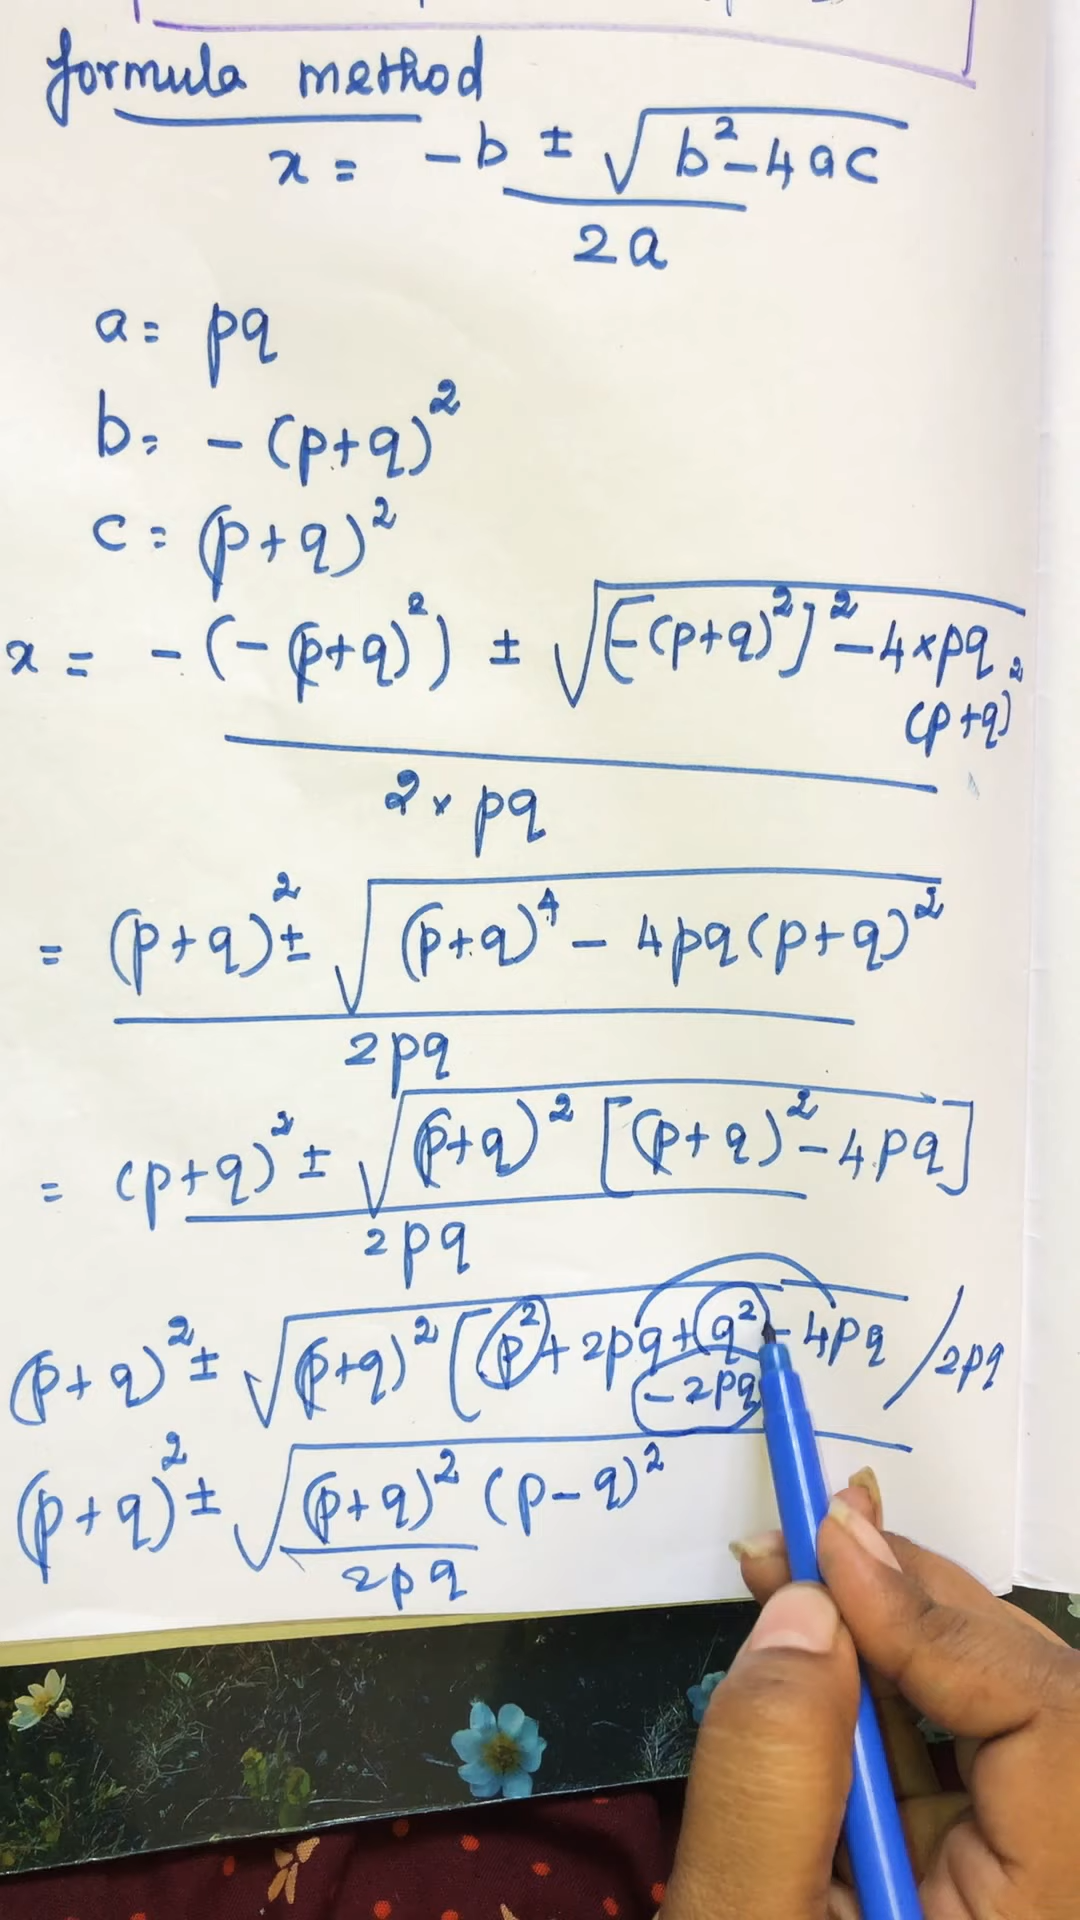 formula method
x = -b ± √b²-4ac
2a
a = pq
b = -(p+q)²
c = (p+q)²
x = -(-(p+q)²) ± √[-(p+q)²]²-4×pq
(p+q)²
2×pq
= (p+q)² ± √(p+q)⁴ - 4pq(p+q)²
2pq
= (p+q)² ± √(p+q)² [(p+q)²-4pq]
2pq
(p+q)² ± √(p+q)² [p²+2pq+q²-4pq /2pq
-2pq
(p+q)² ± √(p+q)² (p-q)²
2pq